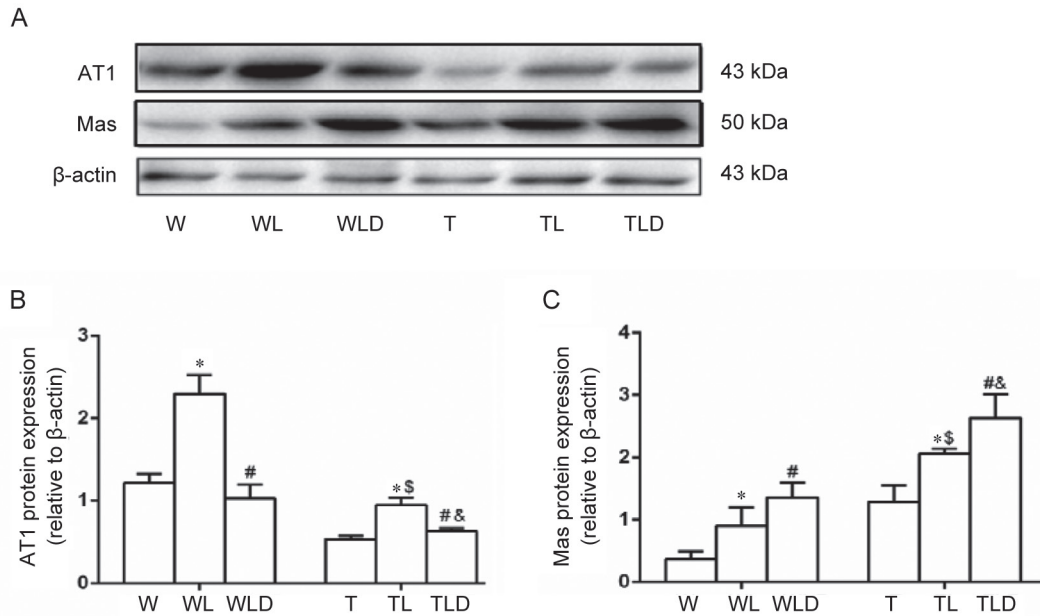 A
AT1 43 kDa
Mas 50 kDa
β-actin 43 kDa
W WL WLD T TL TLD
B
AT1 protein expression
(relative to β-actin)
3
2
1
0
*
#
*$
#&
W WL WLD T TL TLD
C
Mas protein expression
(relative to β-actin)
4
3
2
1
0
*
#
*$
#&
W WL WLD T TL TLD